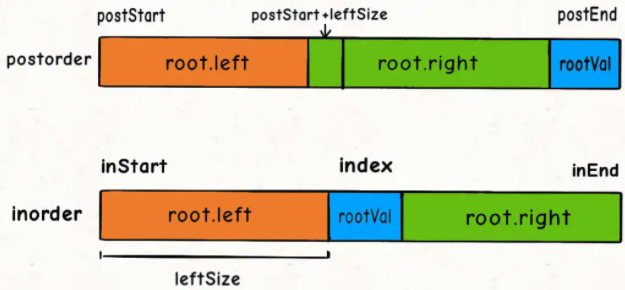 postStart postStart+leftSize postEnd
postorder root.left root.right rootVal
inStart index inEnd
inorder root.left rootVal root.right
leftSize